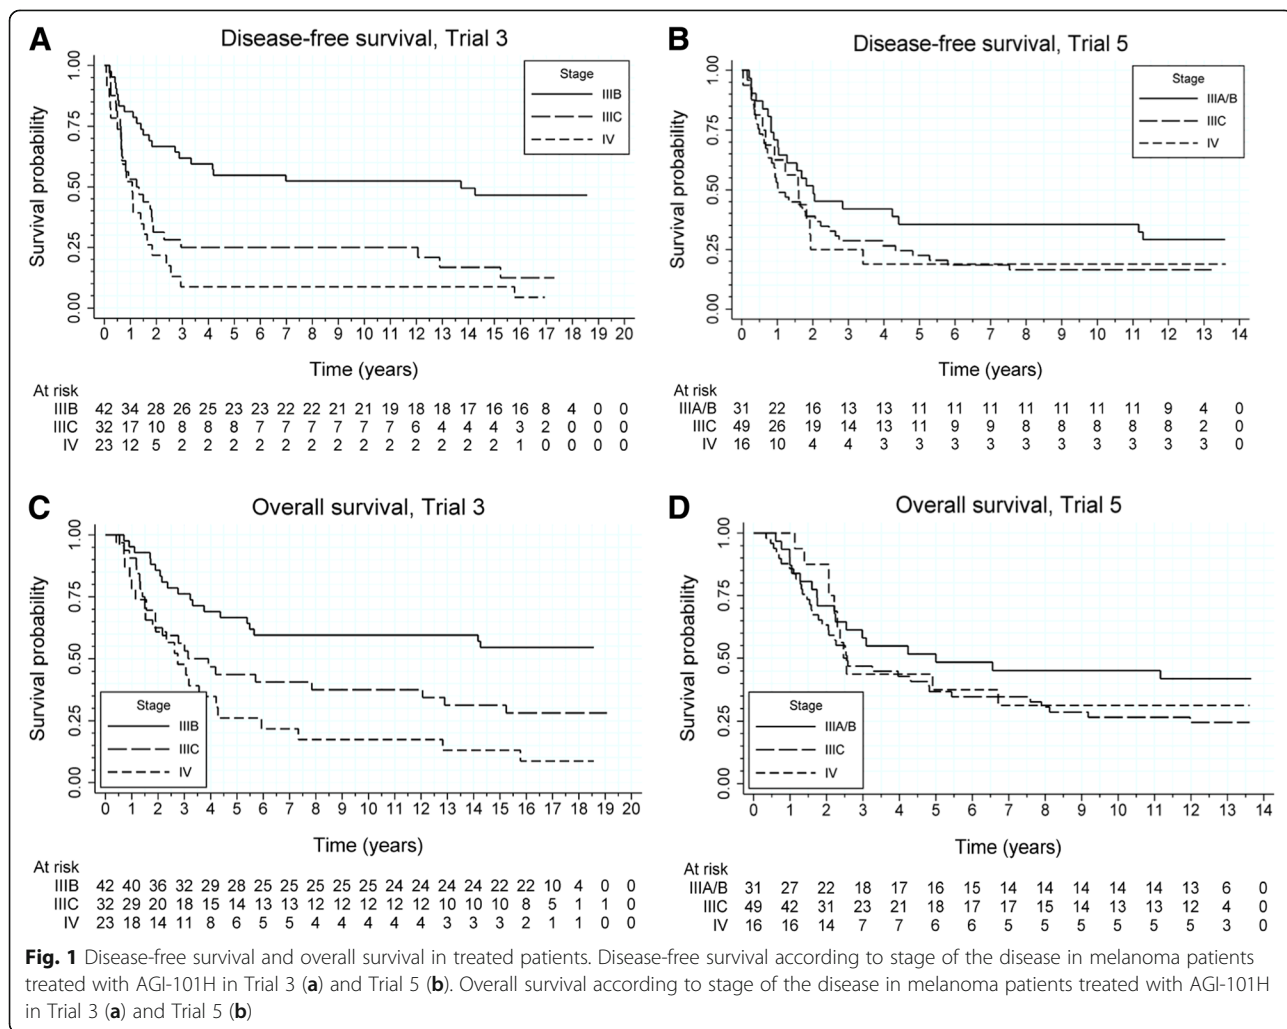 A
Disease-free survival, Trial 3
Survival probability
1.00
0.75
0.50
0.25
0.00
Stage
IIIB
IIIC
IV
0 1 2 3 4 5 6 7 8 9 10 11 12 13 14 15 16 17 18 19 20
Time (years)
At risk
IIIB 42 34 28 26 25 23 23 22 22 21 21 19 18 18 17 16 16 8 4 0 0
IIIC 32 17 10 8 8 8 7 7 7 7 7 7 6 4 4 4 3 2 0 0 0
IV 23 12 5 2 2 2 2 2 2 2 2 2 2 2 2 2 1 0 0 0 0
B
Disease-free survival, Trial 5
Survival probability
1.00
0.75
0.50
0.25
0.00
Stage
IIIA/B
IIIC
IV
0 1 2 3 4 5 6 7 8 9 10 11 12 13 14
Time (years)
At risk
IIIA/B 31 22 16 13 13 11 11 11 11 11 11 11 9 4 0
IIIC 49 26 19 14 13 11 9 9 8 8 8 8 8 2 0
IV 16 10 4 4 3 3 3 3 3 3 3 3 3 3 0
C
Overall survival, Trial 3
Survival probability
1.00
0.75
0.50
0.25
0.00
Stage
IIIB
IIIC
IV
0 1 2 3 4 5 6 7 8 9 10 11 12 13 14 15 16 17 18 19 20
Time (years)
At risk
IIIB 42 40 36 32 29 28 25 25 25 25 25 24 24 24 24 22 22 10 4 0 0
IIIC 32 29 20 18 15 14 13 13 12 12 12 12 12 10 10 10 8 5 1 1 0
IV 23 18 14 11 8 6 5 5 4 4 4 4 4 3 3 3 2 1 1 0 0
D
Overall survival, Trial 5
Survival probability
1.00
0.75
0.50
0.25
0.00
Stage
IIIA/B
IIIC
IV
0 1 2 3 4 5 6 7 8 9 10 11 12 13 14
Time (years)
At risk
IIIA/B 31 27 22 18 17 16 15 14 14 14 14 14 13 6 0
IIIC 49 42 31 23 21 18 17 17 15 14 13 13 12 4 0
IV 16 16 14 7 7 6 6 5 5 5 5 5 5 3 0
Fig. 1 Disease-free survival and overall survival in treated patients. Disease-free survival according to stage of the disease in melanoma patients
treated with AGI-101H in Trial 3 (a) and Trial 5 (b). Overall survival according to stage of the disease in melanoma patients treated with AGI-101H
in Trial 3 (a) and Trial 5 (b)